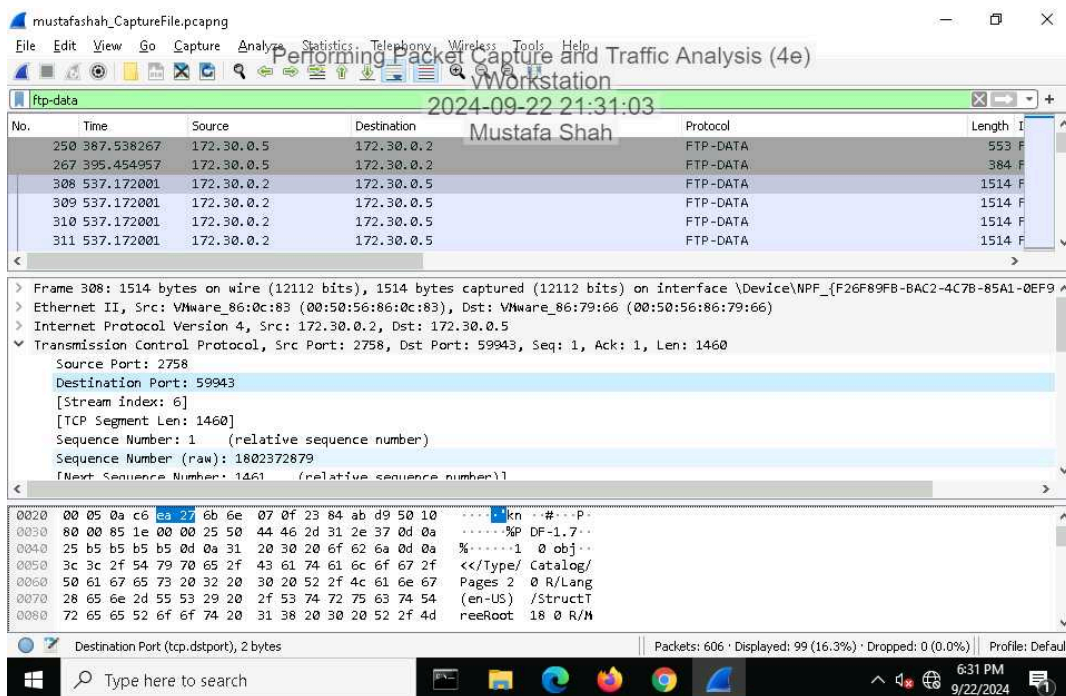 mustafashah_CaptureFile.pcapng
File Edit View Go Capture Analyze Statistics Telephony Wireless Tools Help
Performing Packet Capture and Traffic Analysis (4e)
vWorkstation
2024-09-22 21:31:03
Mustafa Shah
ftp-data
No. Time Source Destination Protocol Length I
250 387.538267 172.30.0.5 172.30.0.2 FTP-DATA 553 F
267 395.454957 172.30.0.5 172.30.0.2 FTP-DATA 384 F
308 537.172001 172.30.0.2 172.30.0.5 FTP-DATA 1514 F
309 537.172001 172.30.0.2 172.30.0.5 FTP-DATA 1514 F
310 537.172001 172.30.0.2 172.30.0.5 FTP-DATA 1514 F
311 537.172001 172.30.0.2 172.30.0.5 FTP-DATA 1514 F
Frame 308: 1514 bytes on wire (12112 bits), 1514 bytes captured (12112 bits) on interface \Device\NPF_{F26F89FB-BAC2-4C7B-85A1-0EF9
Ethernet II, Src: VMware_86:0c:83 (00:50:56:86:0c:83), Dst: VMware_86:79:66 (00:50:56:86:79:66)
Internet Protocol Version 4, Src: 172.30.0.2, Dst: 172.30.0.5
Transmission Control Protocol, Src Port: 2758, Dst Port: 59943, Seq: 1, Ack: 1, Len: 1460
Source Port: 2758
Destination Port: 59943
[Stream index: 6]
[TCP Segment Len: 1460]
Sequence Number: 1 (relative sequence number)
Sequence Number (raw): 1802372879
[Next Sequence Number: 1461 (relative sequence number)]
0020 00 05 0a c6 ea 27 6b 6e 07 0f 23 84 ab d9 50 10 ·····'kn ··#···P·
0030 80 00 85 1e 00 00 25 50 44 46 2d 31 2e 37 0d 0a ······%P DF-1.7··
0040 25 b5 b5 b5 b5 0d 0a 31 20 30 20 6f 62 6a 0d 0a %······1 0 obj··
0050 3c 3c 2f 54 79 70 65 2f 43 61 74 61 6c 6f 67 2f <</Type/ Catalog/
0060 50 61 67 65 73 20 32 20 30 20 52 2f 4c 61 6e 67 Pages 2 0 R/Lang
0070 28 65 6e 2d 55 53 29 20 2f 53 74 72 75 63 74 54 (en-US) /StructT
0080 72 65 65 52 6f 6f 74 20 31 38 20 30 20 52 2f 4d reeRoot 18 0 R/M
Destination Port (tcp.dstport), 2 bytes Packets: 606 · Displayed: 99 (16.3%) · Dropped: 0 (0.0%) Profile: Defaul
Type here to search
6:31 PM
9/22/2024